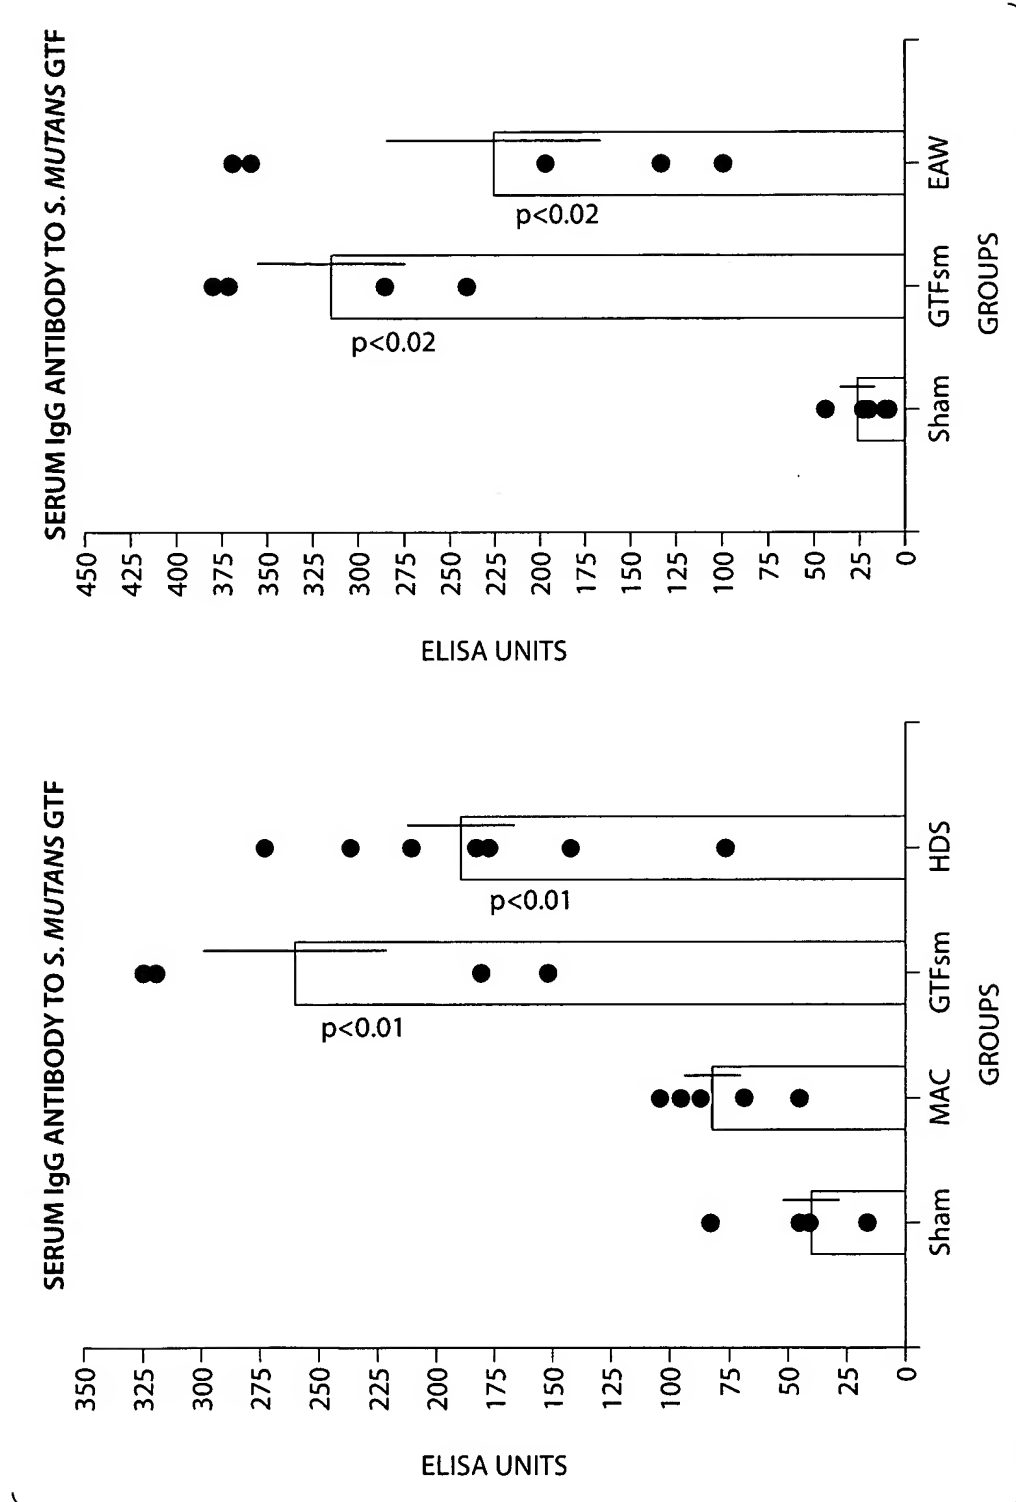 SERUM IgG ANTIBODY TO S. MUTANS GTF
ELISA UNITS
350
325
300
275
250
225
200
175
150
125
100
75
50
25
0
p<0.01
p<0.01
Sham
MAC
GTFsm
HDS
GROUPS
SERUM IgG ANTIBODY TO S. MUTANS GTF
ELISA UNITS
450
425
400
375
350
325
300
275
250
225
200
175
150
125
100
75
50
25
0
p<0.02
p<0.02
Sham
GTFsm
EAW
GROUPS